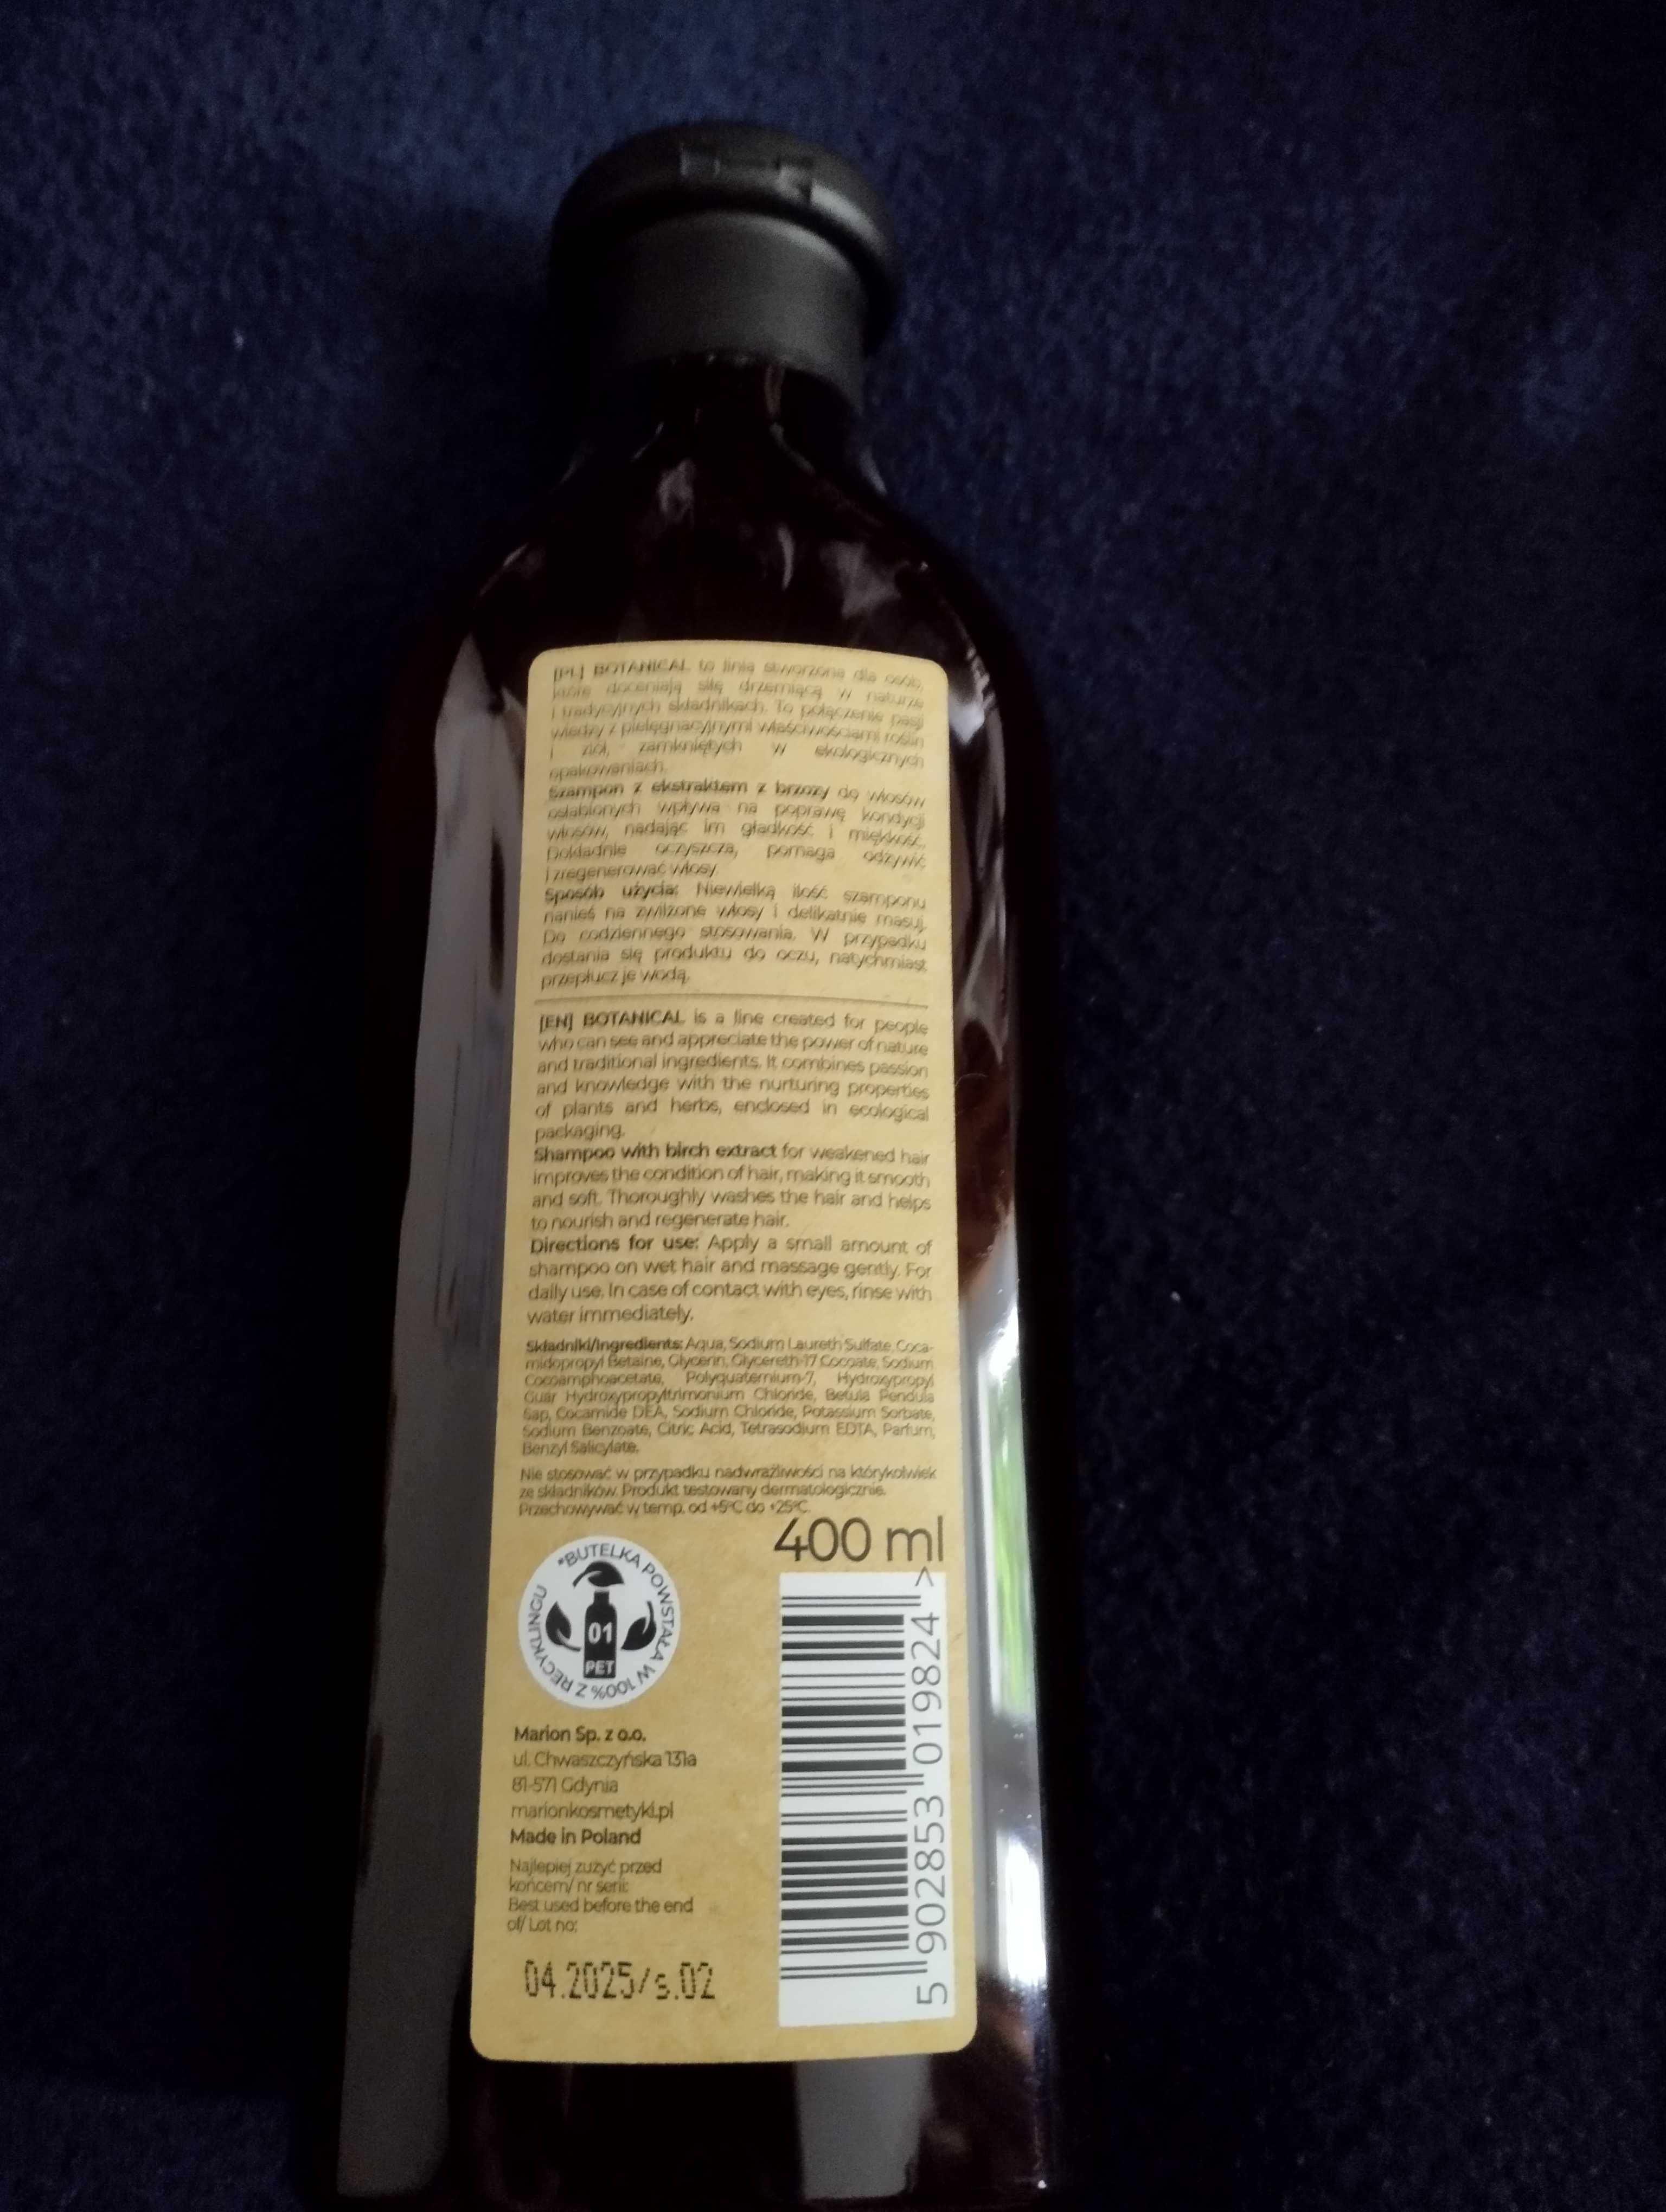 [PL] BOTANICAL to linia stworzona dla osób,
które doceniają siłę drzemiącą w naturze
i tradycyjnych składnikach. To połączenie pasji
wiedzy z pielęgnacyjnymi właściwościami roślin
i ziół, zamkniętych w ekologicznych
opakowaniach.
Szampon z ekstraktem z brzozy do włosów
osłabionych wpływa na poprawę kondycji
włosów, nadając im gładkość i miękkość.
Dokładnie oczyszcza, pomaga odżywić
i zregenerować włosy.
Sposób użycia: Niewielką ilość szamponu
nanieś na zwilżone włosy i delikatnie masuj.
Do codziennego stosowania. W przypadku
dostania się produktu do oczu, natychmiast
przepłucz je wodą.
[EN] BOTANICAL is a line created for people
who can see and appreciate the power of nature
and traditional ingredients. It combines passion
and knowledge with the nurturing properties
of plants and herbs, enclosed in ecological
packaging.
Shampoo with birch extract for weakened hair
improves the condition of hair, making it smooth
and soft. Thoroughly washes the hair and helps
to nourish and regenerate hair.
Directions for use: Apply a small amount of
shampoo on wet hair and massage gently. For
daily use. In case of contact with eyes, rinse with
water immediately.
Składniki/Ingredients: Aqua, Sodium Laureth Sulfate, Coca-
midopropyl Betaine, Glycerin, Glycereth-17 Cocoate, Sodium
Cocoamphoacetate, Polyquaternium-7, Hydroxypropyl
Guar Hydroxypropyltrimonium Chloride, Betula Pendula
Sap, Cocamide DEA, Sodium Chloride, Potassium Sorbate,
Sodium Benzoate, Citric Acid, Tetrasodium EDTA, Parfum,
Benzyl Salicylate.
Nie stosować w przypadku nadwrażliwości na którykolwiek
ze składników. Produkt testowany dermatologicznie.
Przechowywać w temp. od +5°C do +25°C.
400 ml
*BUTELKA POWSTAŁA W 100% Z RECYKLINGU
01
PET
Marion Sp. z o.o.
ul. Chwaszczyńska 131a
81-571 Gdynia
marionkosmetyki.pl
Made in Poland
Najlepiej zużyć przed
końcem/ nr serii:
Best used before the end
of/ Lot no:
04.2025/s.02
5 902853 019824 >